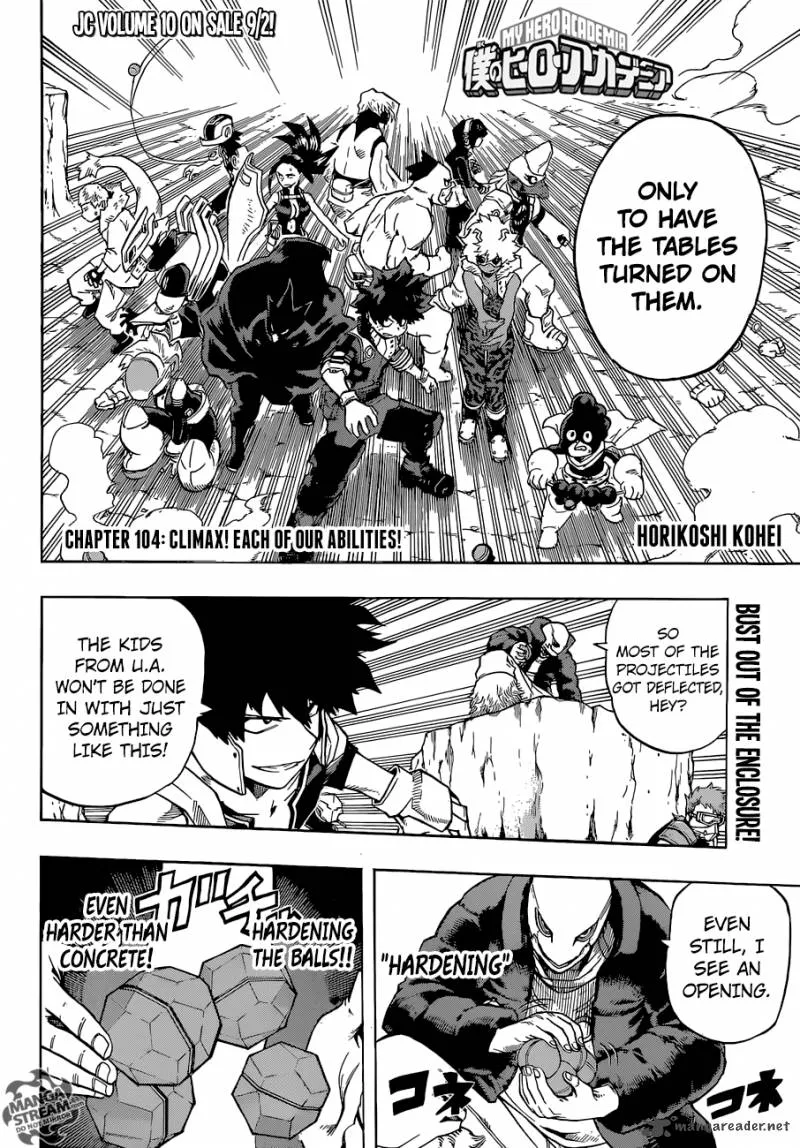 JC VOLUME 10 ON SALE 9/2!
MY HERO ACADEMIA
僕のヒーローアカデミア
ONLY
TO HAVE
THE TABLES
TURNED ON
THEM.
CHAPTER 104: CLIMAX! EACH OF OUR ABILITIES!
HORIKOSHI KOHEI
BUST OUT OF THE ENCLOSURE!
SO
MOST OF THE
PROJECTILES
GOT DEFLECTED,
HEY?
THE KIDS
FROM U.A.
WON'T BE DONE
IN WITH JUST
SOMETHING
LIKE THIS!
EVEN
STILL, I
SEE AN
OPENING.
"HARDENING"
コネ
コネ
ガチ
HARDENING
THE BALLS!!
EVEN
HARDER THAN
CONCRETE!
MANGA
STREAM.COM
DO NOT MIRROR!
mangareader.net